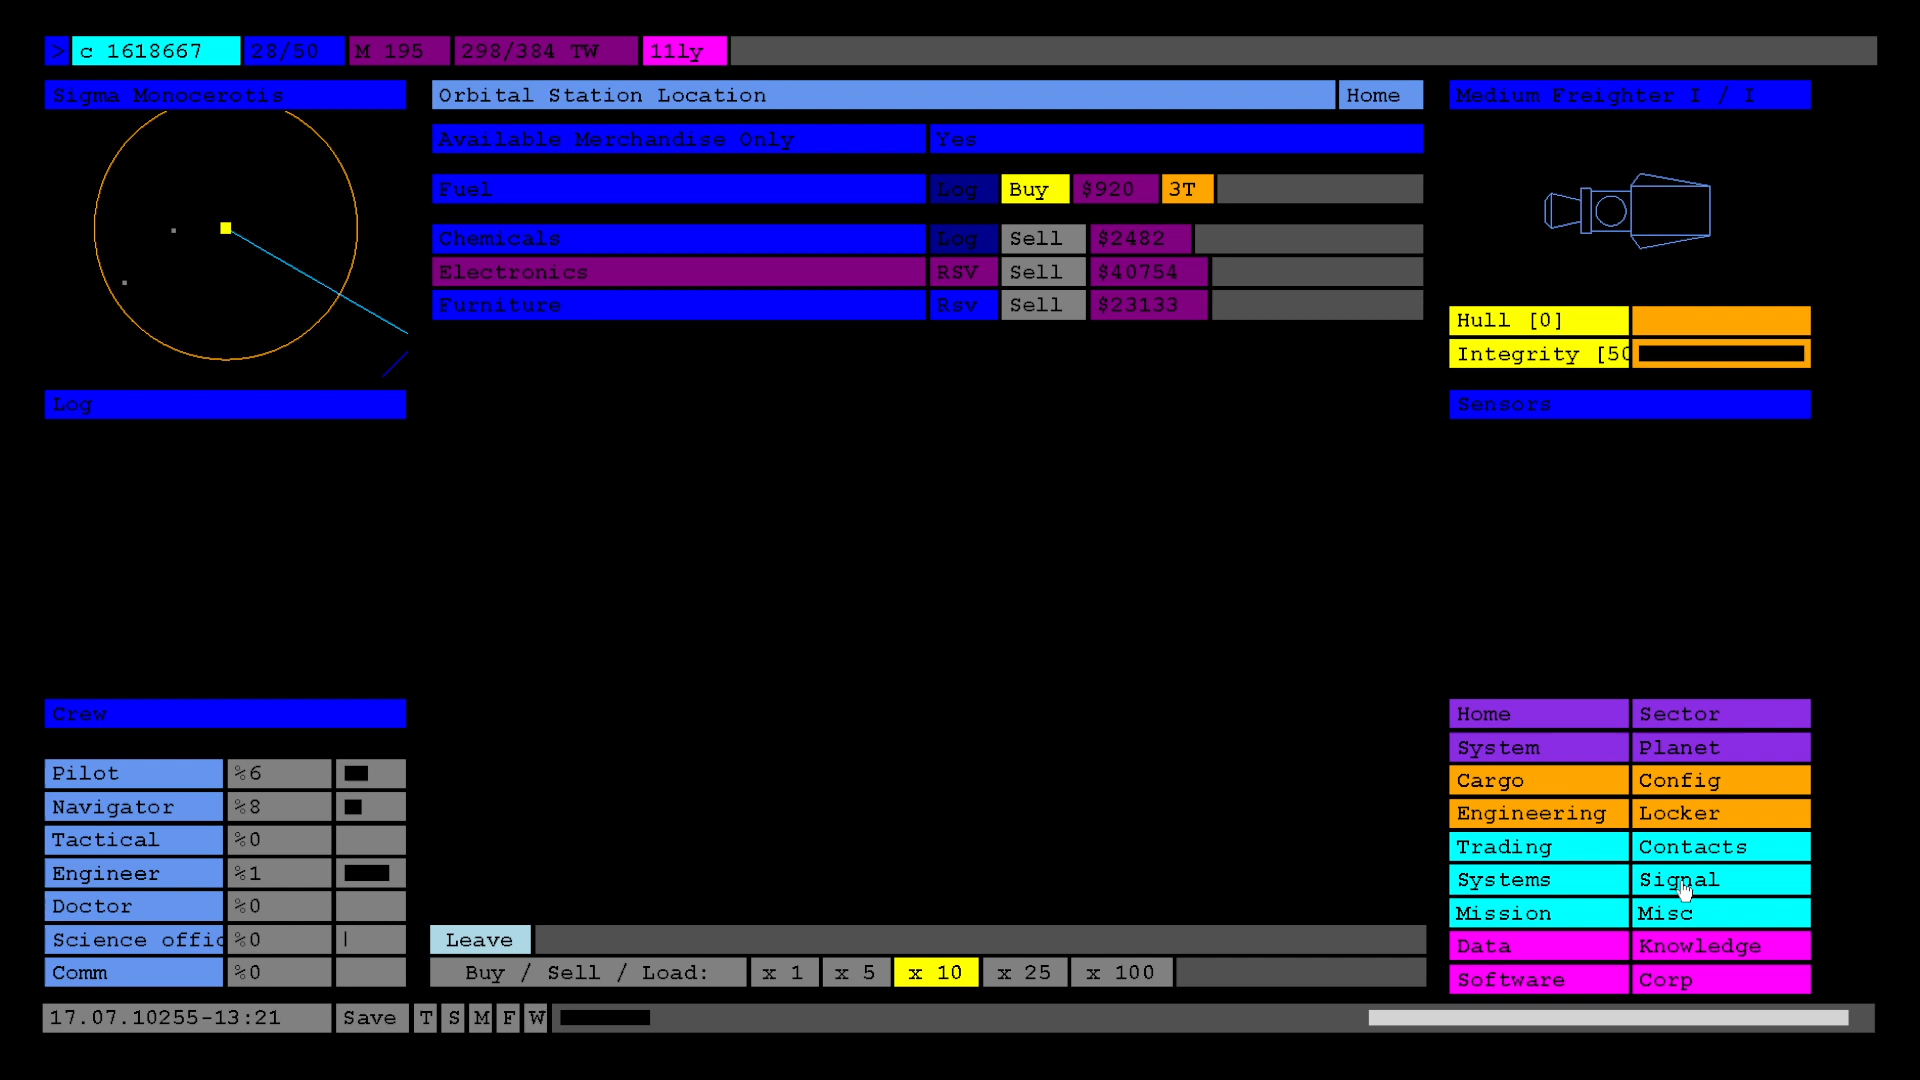 > c 1618667 28/50 M 195 298/384 TW 11ly
Sigma Monocerotis
Orbital Station Location Home
Medium Freighter I / I
Available Merchandise Only Yes
Fuel Log Buy $920 3T
Chemicals Log Sell $2482
Electronics RSV Sell $40754
Furniture Rsv Sell $23133
Hull [0]
Integrity [50
Log
Sensors
Crew
Pilot %6
Navigator %8
Tactical %0
Engineer %1
Doctor %0
Science offic %0
Comm %0
Leave
Buy / Sell / Load: x 1 x 5 x 10 x 25 x 100
Home Sector
System Planet
Cargo Config
Engineering Locker
Trading Contacts
Systems Signal
Mission Misc
Data Knowledge
Software Corp
17.07.10255-13:21 Save T S M F W